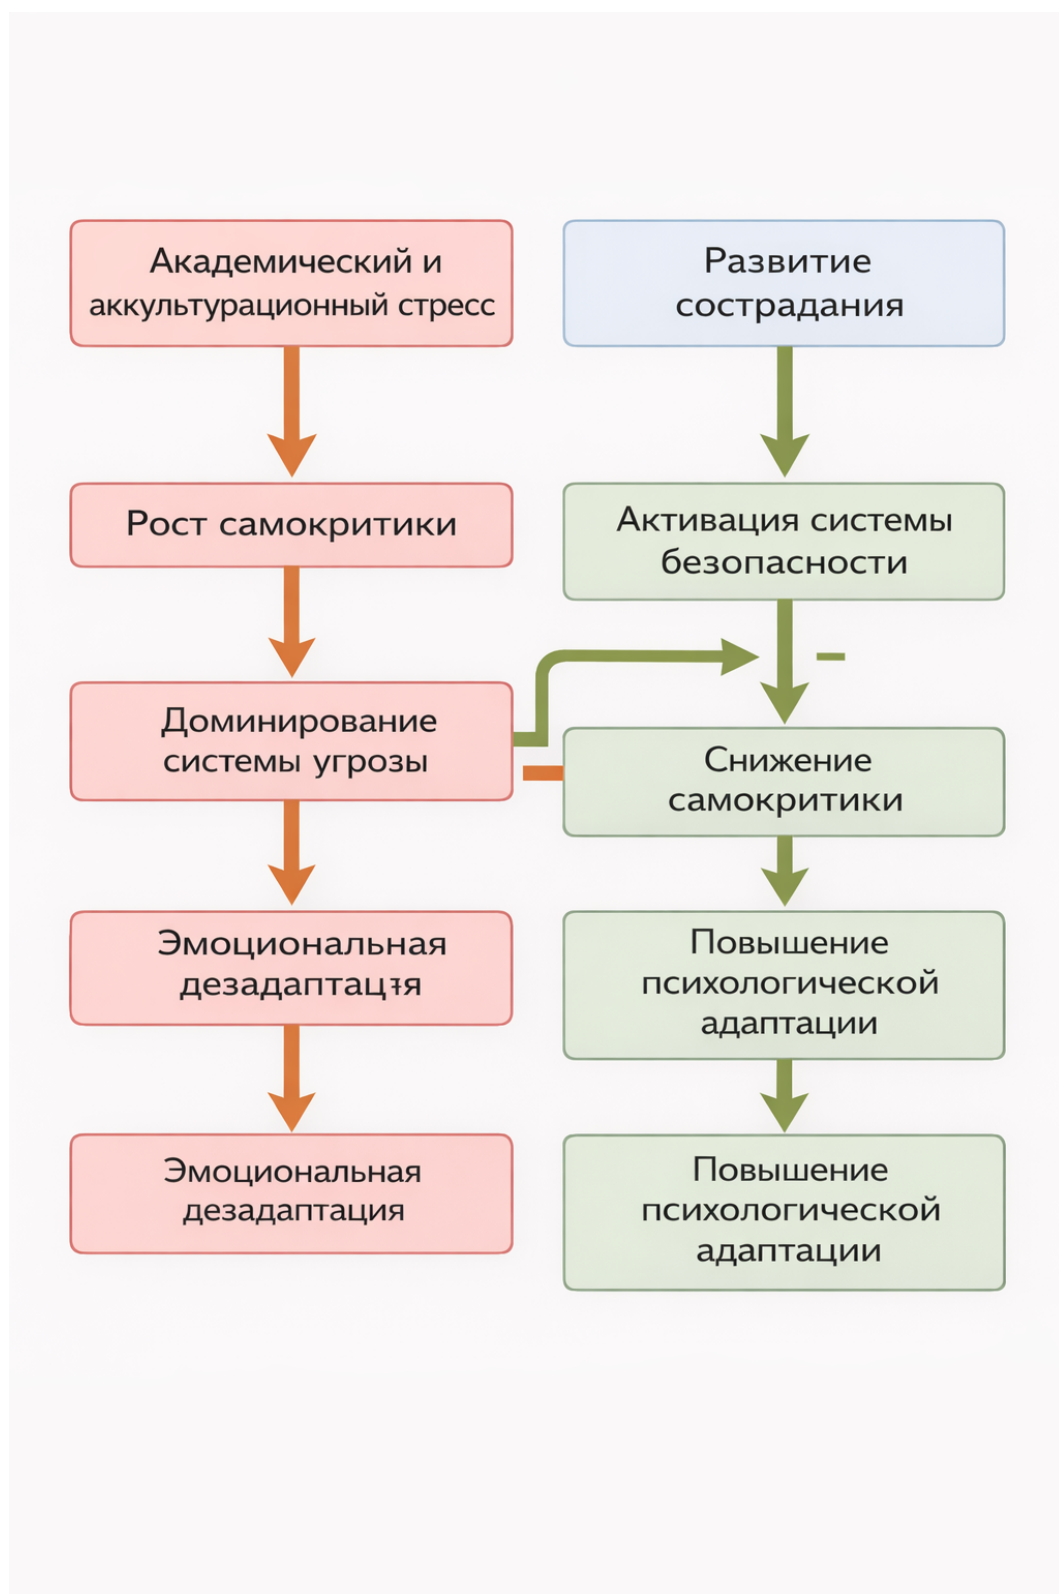 Академический и
аккультурационный стресс
Рост самокритики
Доминирование
системы угрозы
Эмоциональная
Эмоциональная
дезадаптация
Развитие
сострадания
Активация системы
безопасности
Снижение
самокритики
Повышение
психологической
адаптации
Повышение
психологической
адаптации